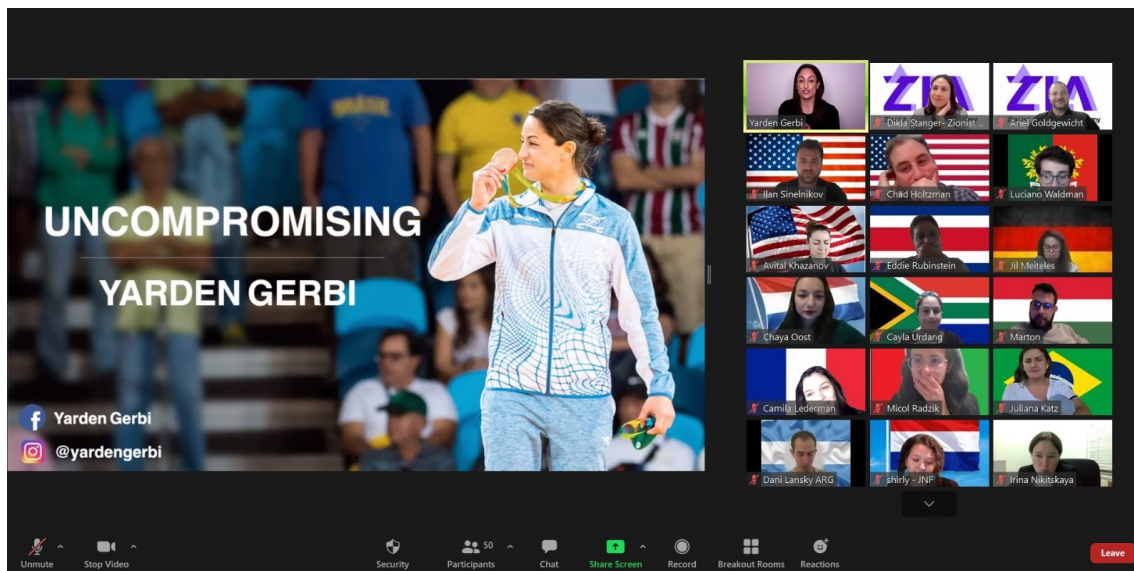 UNCOMPROMISING
YARDEN GERBI
Yarden Gerbi
@yardengerbi
BRASIL
ZIA
ZIA
Yarden Gerbi
Dikla Stanger- Zionist ...
Ariel Goldgewicht
Ilan Sinelnikov
Chad Holtzman
Luciano Waldman
Avital Khazanov
Eddie Rubinstein
Jil Meiteles
Chaya Oost
Cayla Urdang
Marton
Camila Lederman
Micol Radzik
Juliana Katz
Dani Lansky ARG
shirly - JNF
Irina Nikitskaya
Unmute
Stop Video
Security
Participants
50
Chat
Share Screen
Record
Breakout Rooms
Reactions
Leave